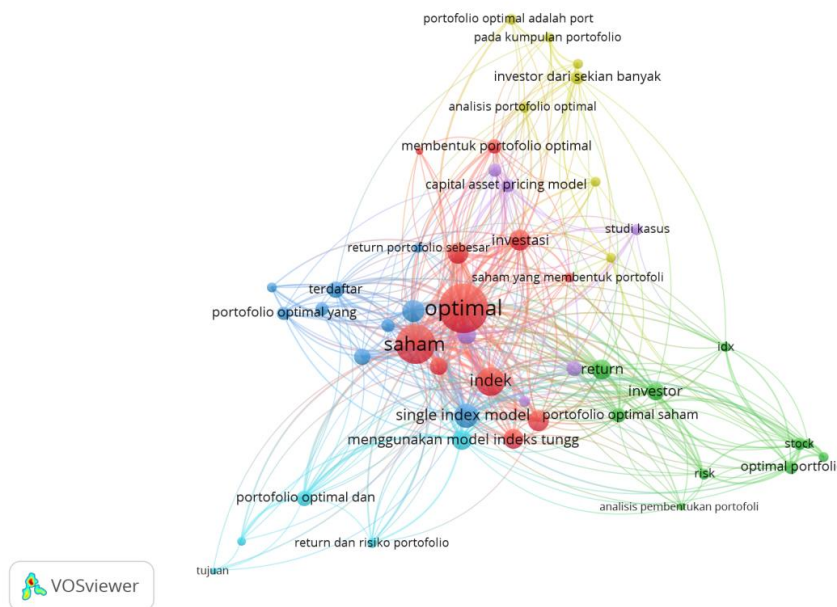 portofolio optimal adalah port
pada kumpulan portofolio
investor dari sekian banyak
analisis portofolio optimal
membentuk portofolio optimal
capital asset pricing model
studi kasus
investasi
return portofolio sebesar
saham yang membentuk portofoli
terdaftar
optimal
portofolio optimal yang
saham
idx
return
indek
investor
single index model
portofolio optimal saham
menggunakan model indeks tungg
stock
optimal portfoli
risk
portofolio optimal dan
analisis pembentukan portofoli
return dan risiko portofolio
tujuan
VOSviewer